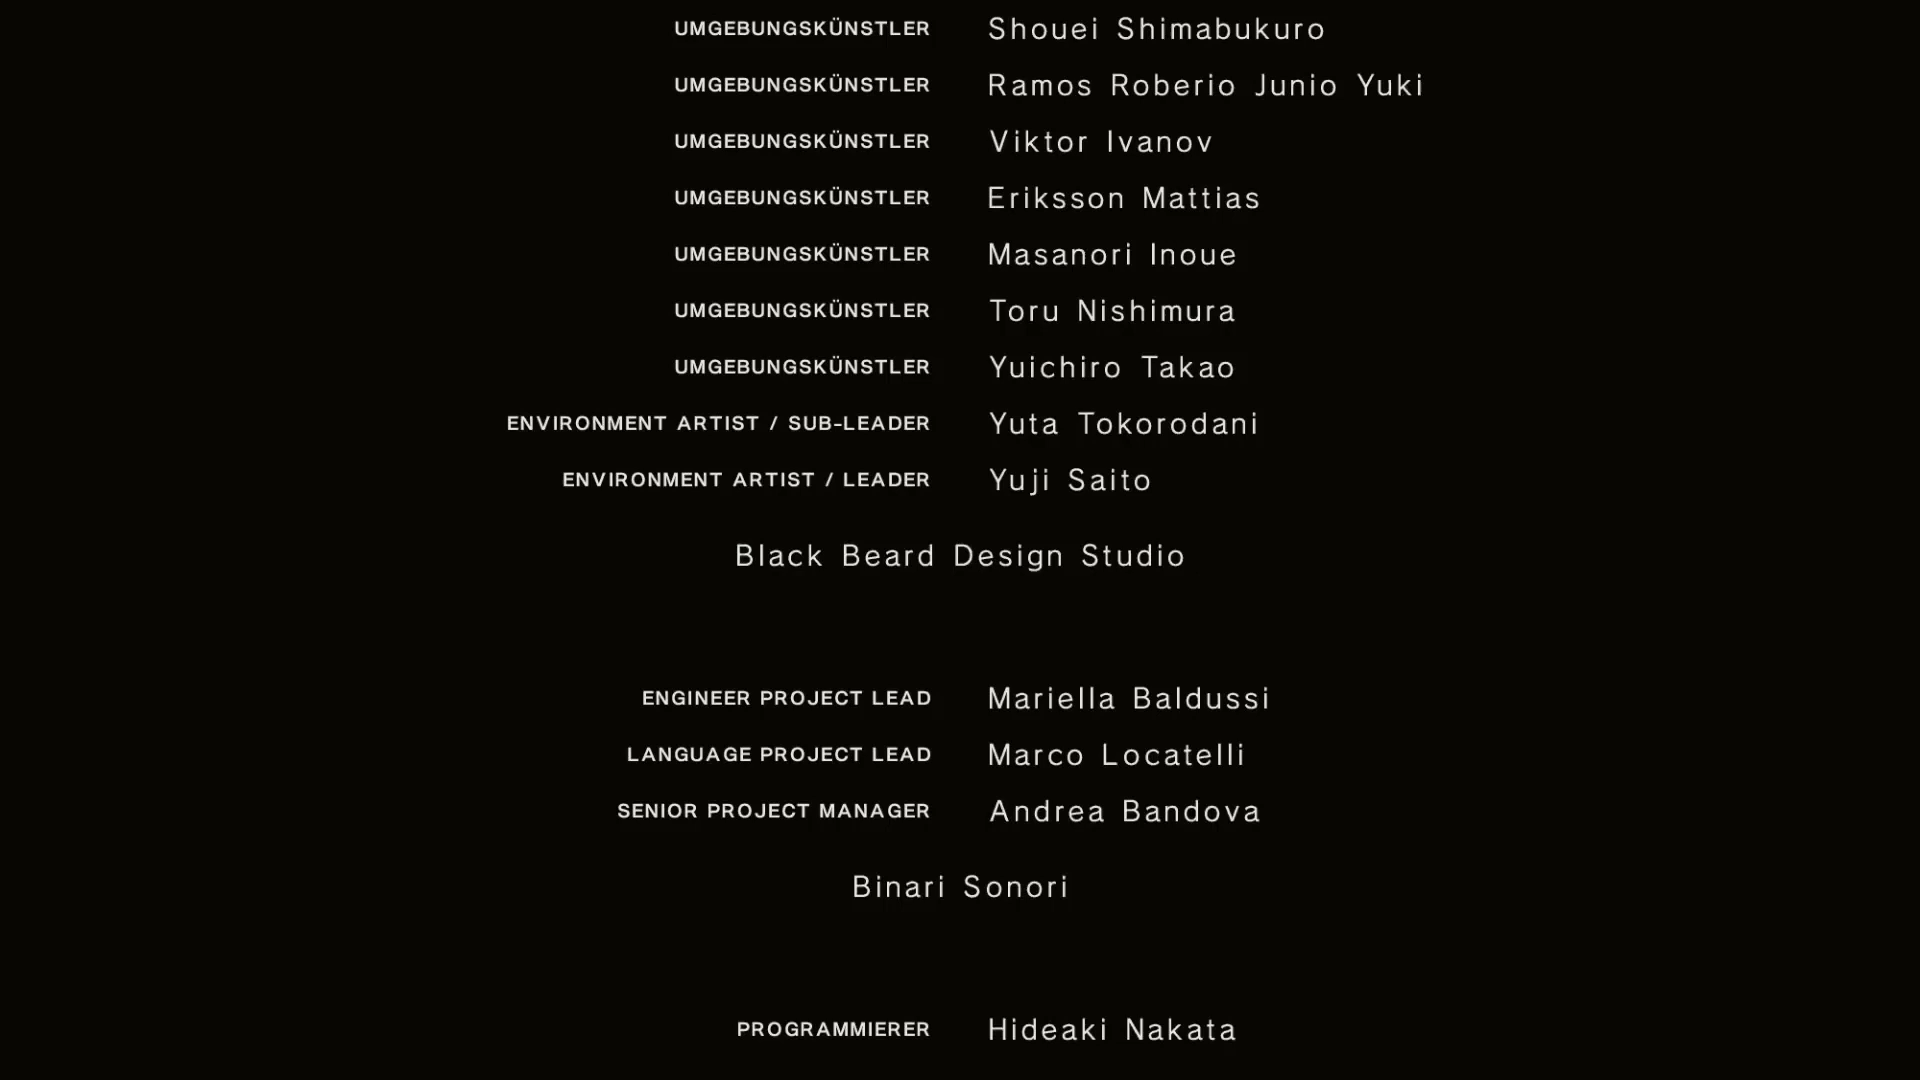 UMGEBUNGSKÜNSTLER Shouei Shimabukuro
UMGEBUNGSKÜNSTLER Ramos Roberio Junio Yuki
UMGEBUNGSKÜNSTLER Viktor Ivanov
UMGEBUNGSKÜNSTLER Eriksson Mattias
UMGEBUNGSKÜNSTLER Masanori Inoue
UMGEBUNGSKÜNSTLER Toru Nishimura
UMGEBUNGSKÜNSTLER Yuichiro Takao
ENVIRONMENT ARTIST / SUB-LEADER Yuta Tokorodani
ENVIRONMENT ARTIST / LEADER Yuji Saito
Black Beard Design Studio
ENGINEER PROJECT LEAD Mariella Baldussi
LANGUAGE PROJECT LEAD Marco Locatelli
SENIOR PROJECT MANAGER Andrea Bandova
Binari Sonori
PROGRAMMIERER Hideaki Nakata